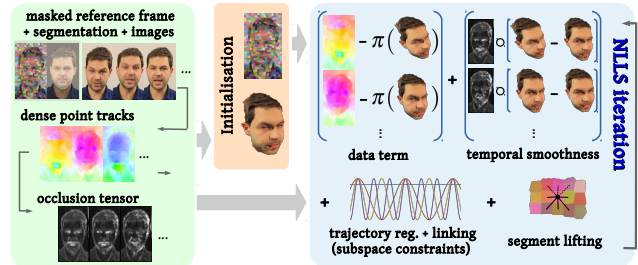 masked reference frame
+ segmentation + images
...
dense point tracks
...
occlusion tensor
...
Initialisation
− π( )
− π( )
⋮
data term
+
−
−
⋮
temporal smoothness
NLLS iteration
+
trajectory reg. + linking
(subspace constraints)
+
segment lifting